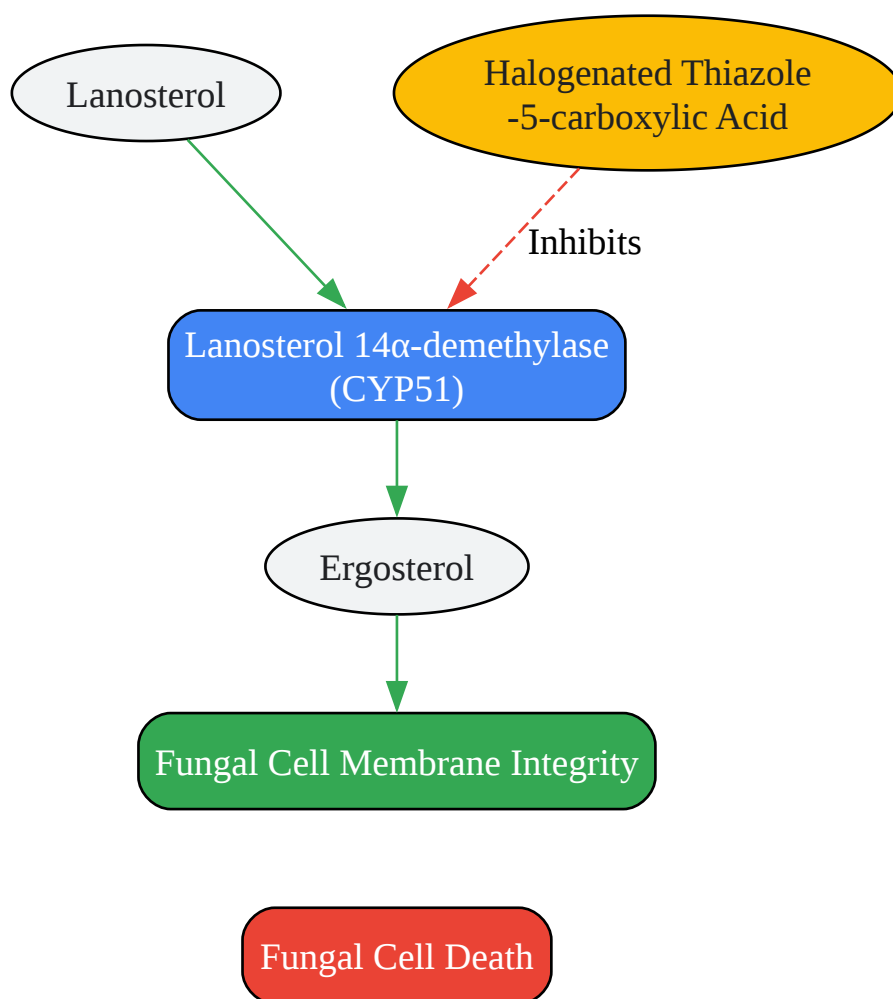 Lanosterol
Halogenated Thiazole
-5-carboxylic Acid
Inhibits
Lanosterol 14α-demethylase
(CYP51)
Ergosterol
Fungal Cell Membrane Integrity
Fungal Cell Death